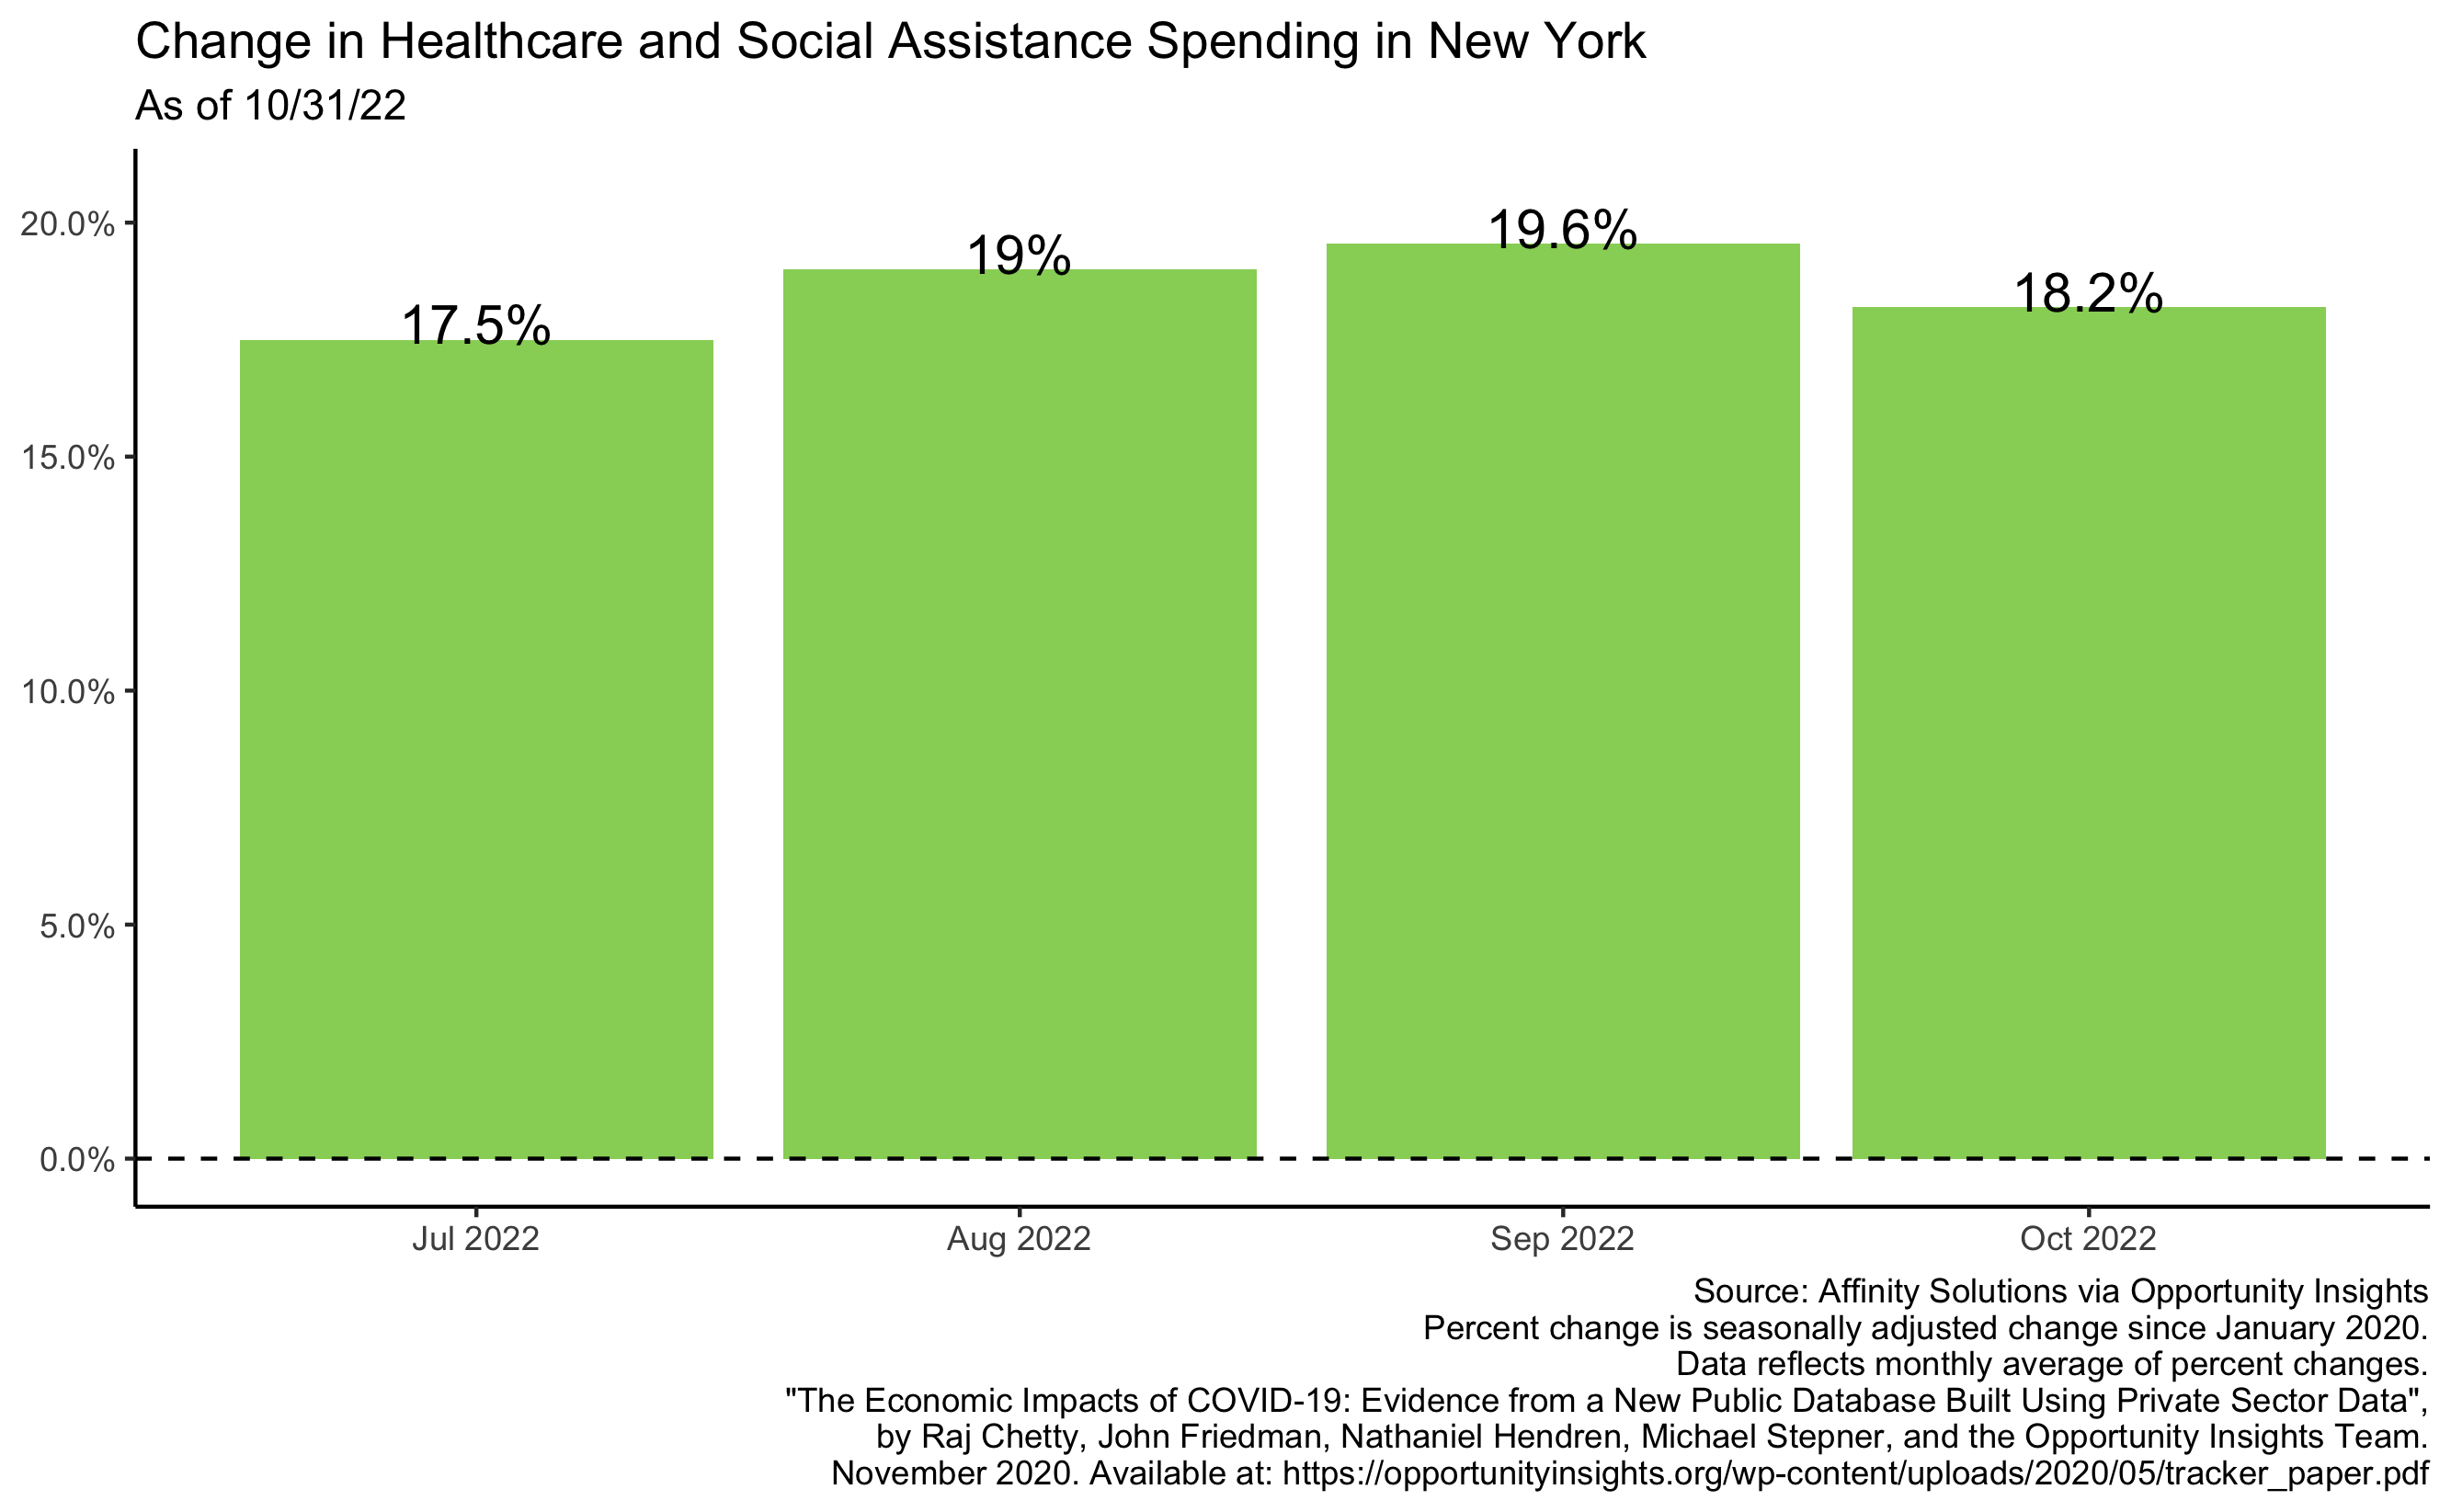 Change in Healthcare and Social Assistance Spending in New York
As of 10/31/22
20.0%
15.0%
10.0%
5.0%
0.0%
17.5%
19%
19.6%
18.2%
Jul 2022
Aug 2022
Sep 2022
Oct 2022
Source: Affinity Solutions via Opportunity Insights
Percent change is seasonally adjusted change since January 2020.
Data reflects monthly average of percent changes.
"The Economic Impacts of COVID-19: Evidence from a New Public Database Built Using Private Sector Data",
by Raj Chetty, John Friedman, Nathaniel Hendren, Michael Stepner, and the Opportunity Insights Team.
November 2020. Available at: https://opportunityinsights.org/wp-content/uploads/2020/05/tracker_paper.pdf